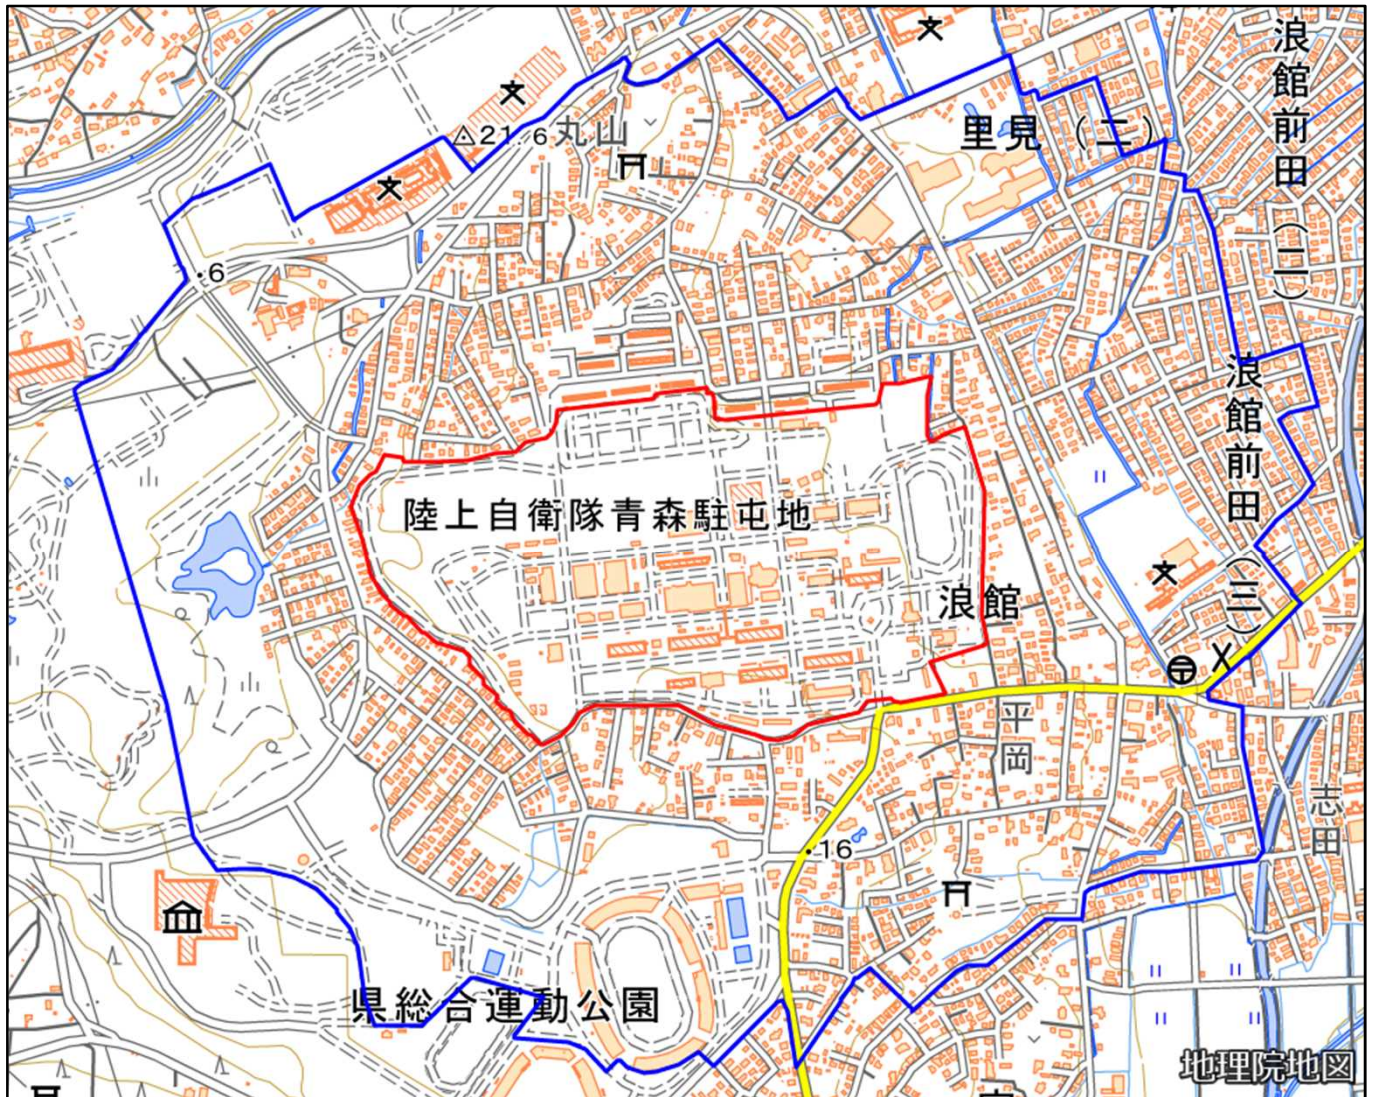 浪館前田(二)
里見(二)
21.6
丸山
6
浪館前田(三)
陸上自衛隊青森駐屯地
浪館
平岡
志田
16
県総合運動公園
地理院地図